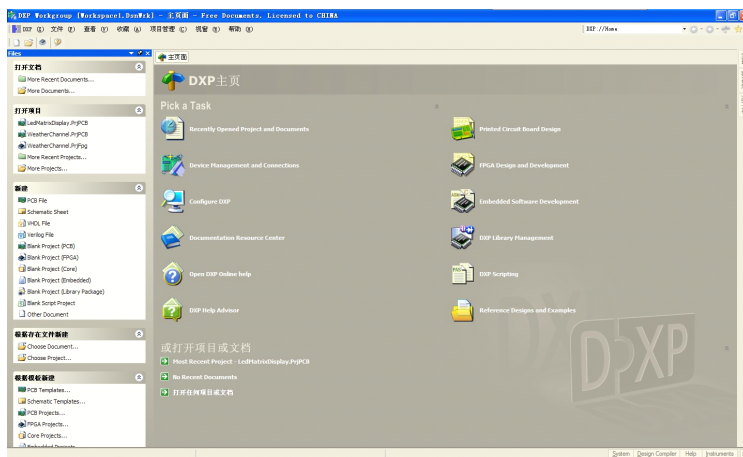 DXP Workgroup [Workspace1.DsnWrk] - 主页面 - Free Documents. Licensed to CHINA
DXP (X) 文件 (F) 查看 (V) 收藏 (A) 项目管理 (C) 视窗 (W) 帮助 (H)
DXP://Home
Files
主页面
打开文档
More Recent Documents...
More Documents...
打开项目
LedMatrixDisplay.PrjPCB
WeatherChannel.PrjPCB
WeatherChannel.PrjFpg
More Recent Projects...
More Projects...
新建
PCB File
Schematic Sheet
VHDL File
Verilog File
Blank Project (PCB)
Blank Project (FPGA)
Blank Project (Core)
Blank Project (Embedded)
Blank Project (Library Package)
Blank Script Project
Other Document
根据存在文件新建
Choose Document...
Choose Project...
根据模板新建
PCB Templates...
Schematic Templates...
PCB Projects...
FPGA Projects...
Core Projects...
Embedded Projects
DXP主页
Pick a Task
Recently Opened Project and Documents
Device Management and Connections
Configure DXP
Documentation Resource Center
Open DXP Online help
DXP Help Advisor
Printed Circuit Board Design
FPGA Design and Development
Embedded Software Development
DXP Library Management
DXP Scripting
Reference Designs and Examples
或打开项目或文档
Most Recent Project - LedMatrixDisplay.PrjPCB
No Recent Documents
打开任何项目或文档
DXP
System Design Compiler Help Instruments